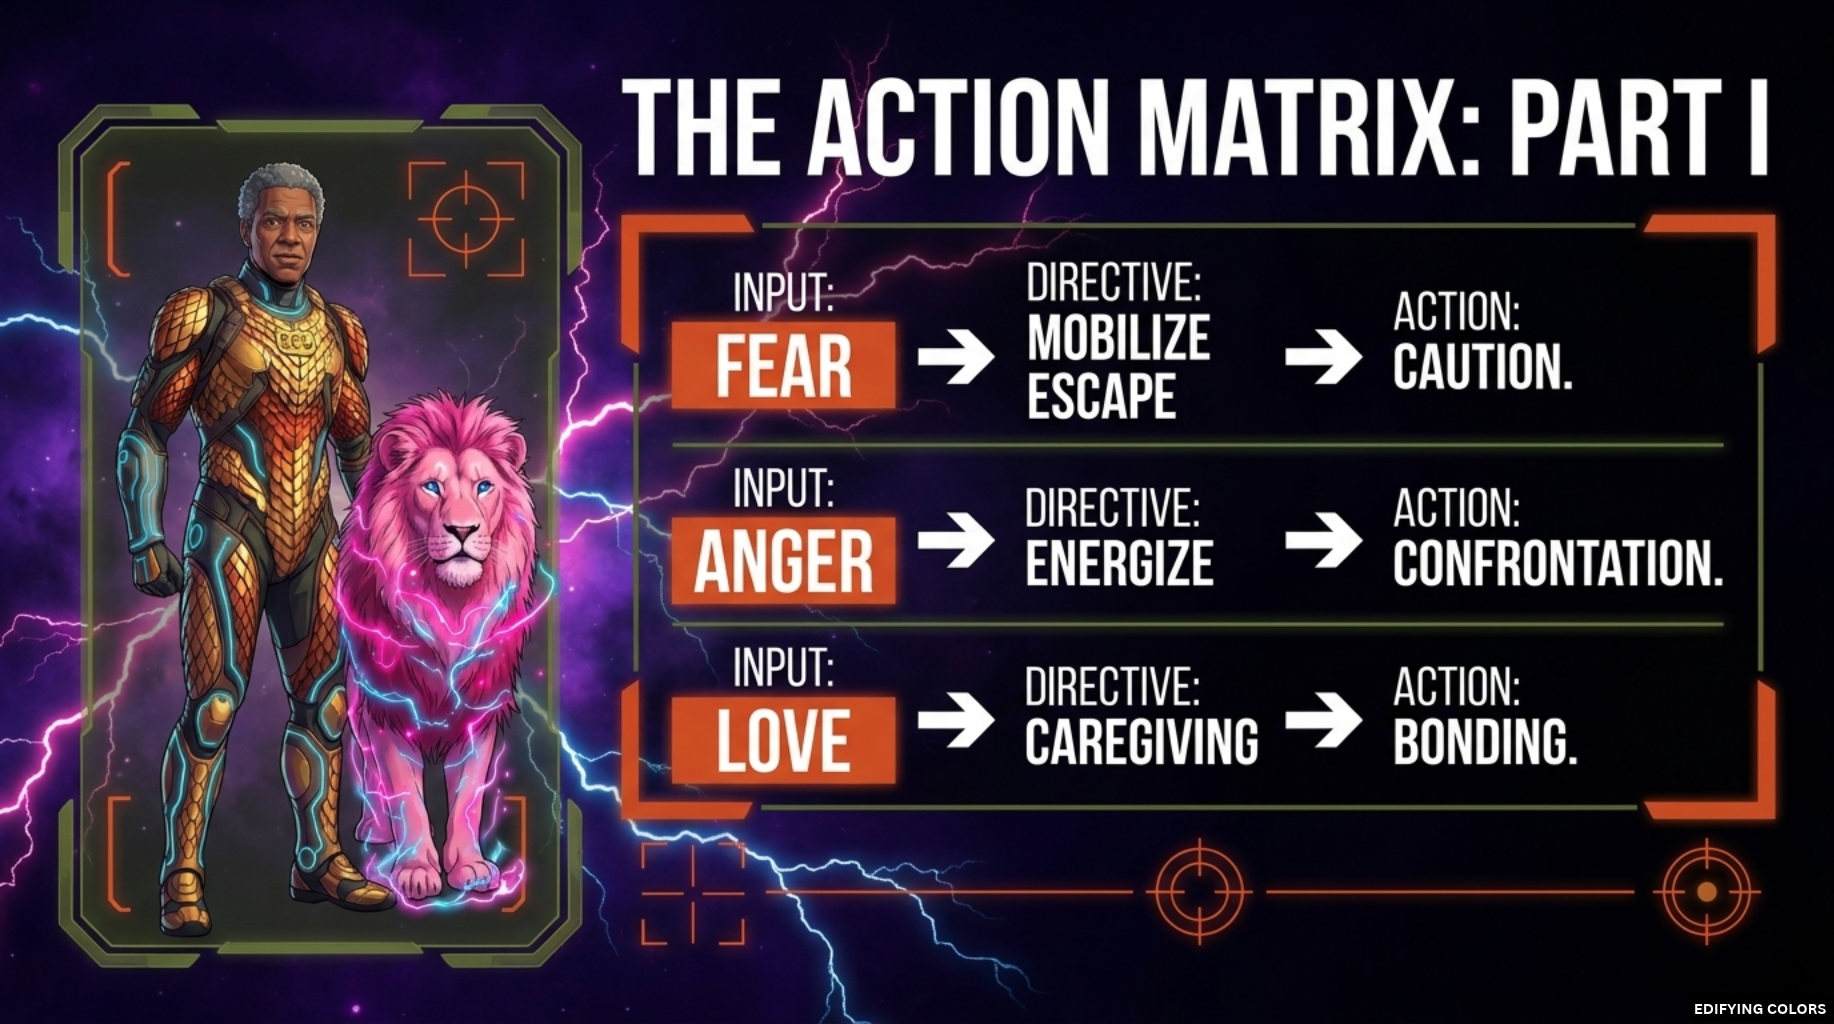 THE ACTION MATRIX: PART I
INPUT:
FEAR
DIRECTIVE:
MOBILIZE
ESCAPE
ACTION:
CAUTION.
INPUT:
ANGER
DIRECTIVE:
ENERGIZE
ACTION:
CONFRONTATION.
INPUT:
LOVE
DIRECTIVE:
CAREGIVING
ACTION:
BONDING.
EDIFYING COLORS